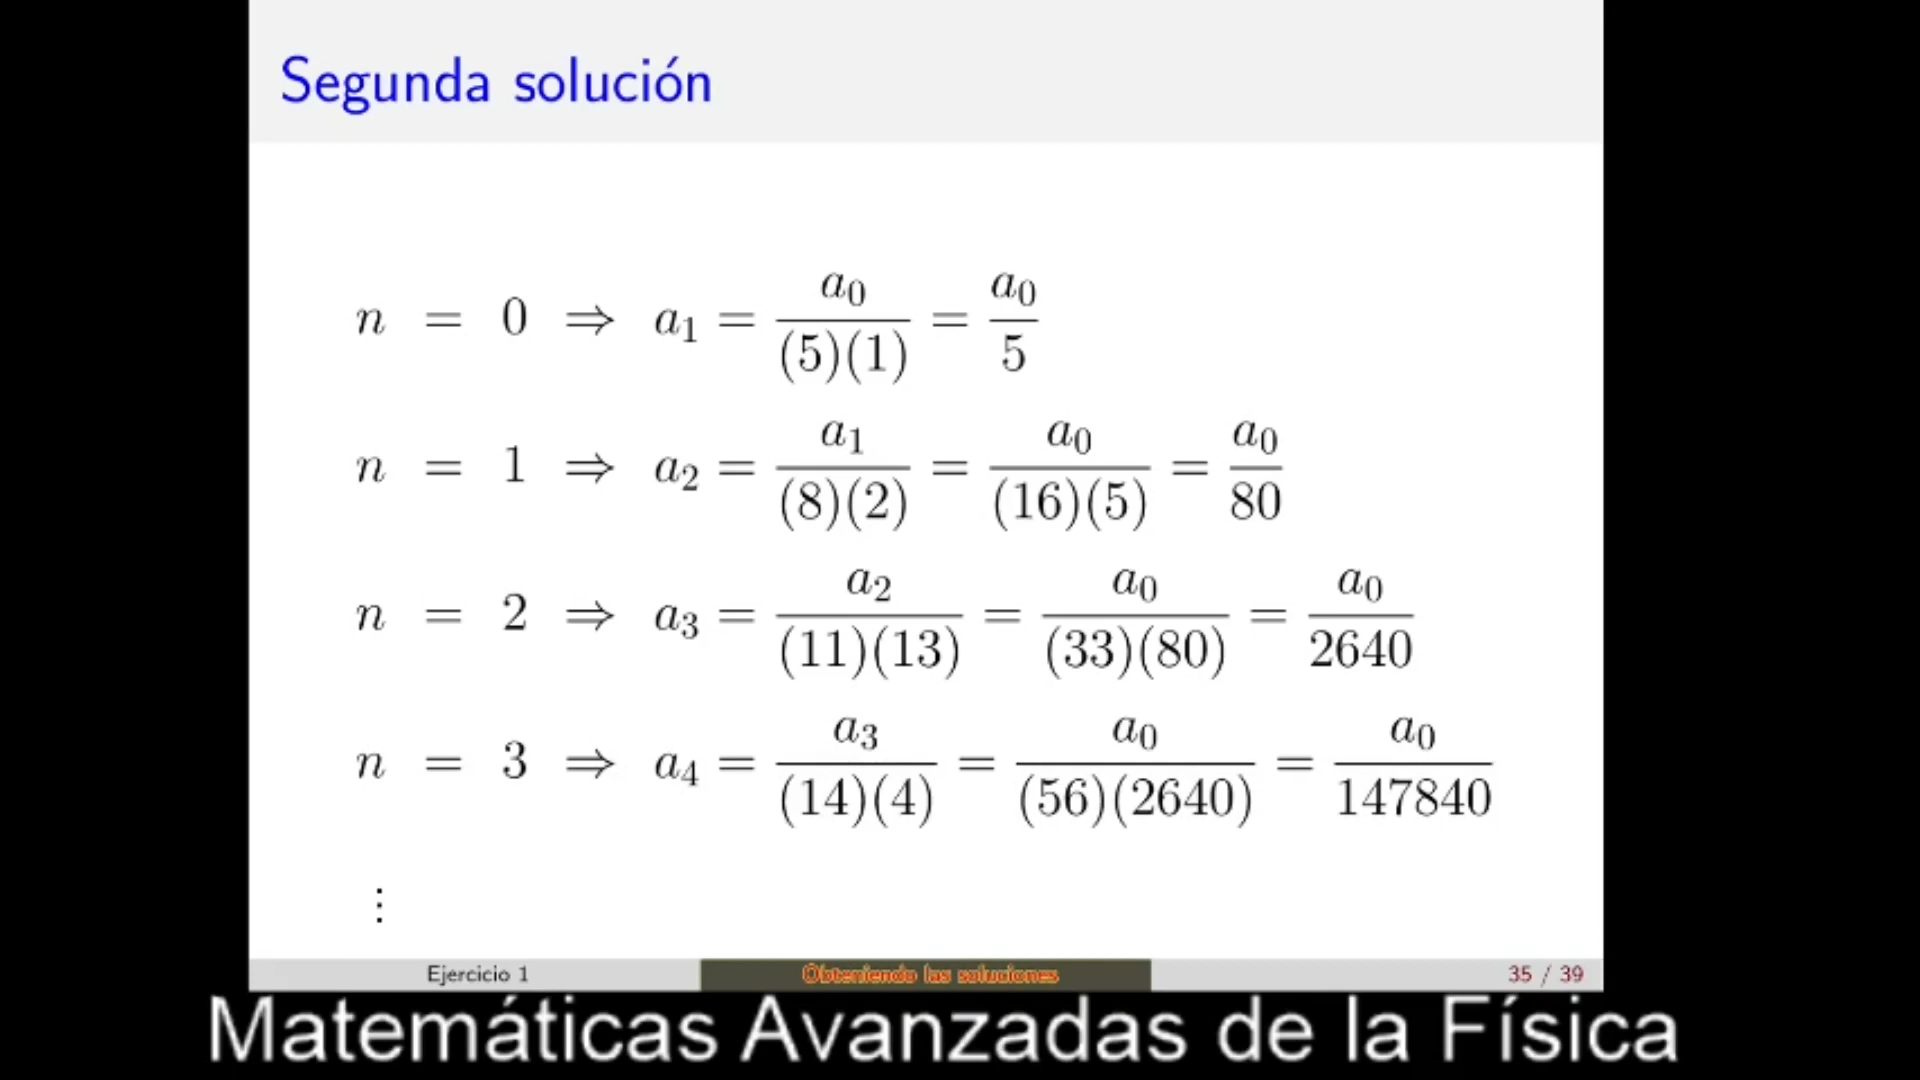 Segunda solución
n = 0 ⇒ a₁ = a₀/(5)(1) = a₀/5
n = 1 ⇒ a₂ = a₁/(8)(2) = a₀/(16)(5) = a₀/80
n = 2 ⇒ a₃ = a₂/(11)(13) = a₀/(33)(80) = a₀/2640
n = 3 ⇒ a₄ = a₃/(14)(4) = a₀/(56)(2640) = a₀/147840
⋮
Ejercicio 1 Obteniendo las soluciones 35 / 39
Matemáticas Avanzadas de la Física